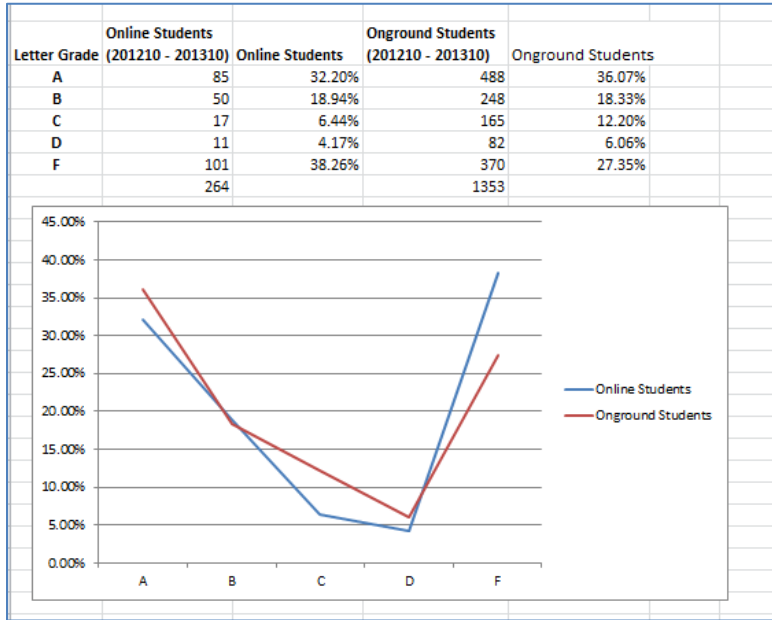 Online Students Onground Students
Letter Grade (201210 - 201310) Online Students (201210 - 201310) Onground Students
A 85 32.20% 488 36.07%
B 50 18.94% 248 18.33%
C 17 6.44% 165 12.20%
D 11 4.17% 82 6.06%
F 101 38.26% 370 27.35%
264 1353
45.00%
40.00%
35.00%
30.00%
25.00%
20.00%
15.00%
10.00%
5.00%
0.00%
A B C D F
Online Students
Onground Students